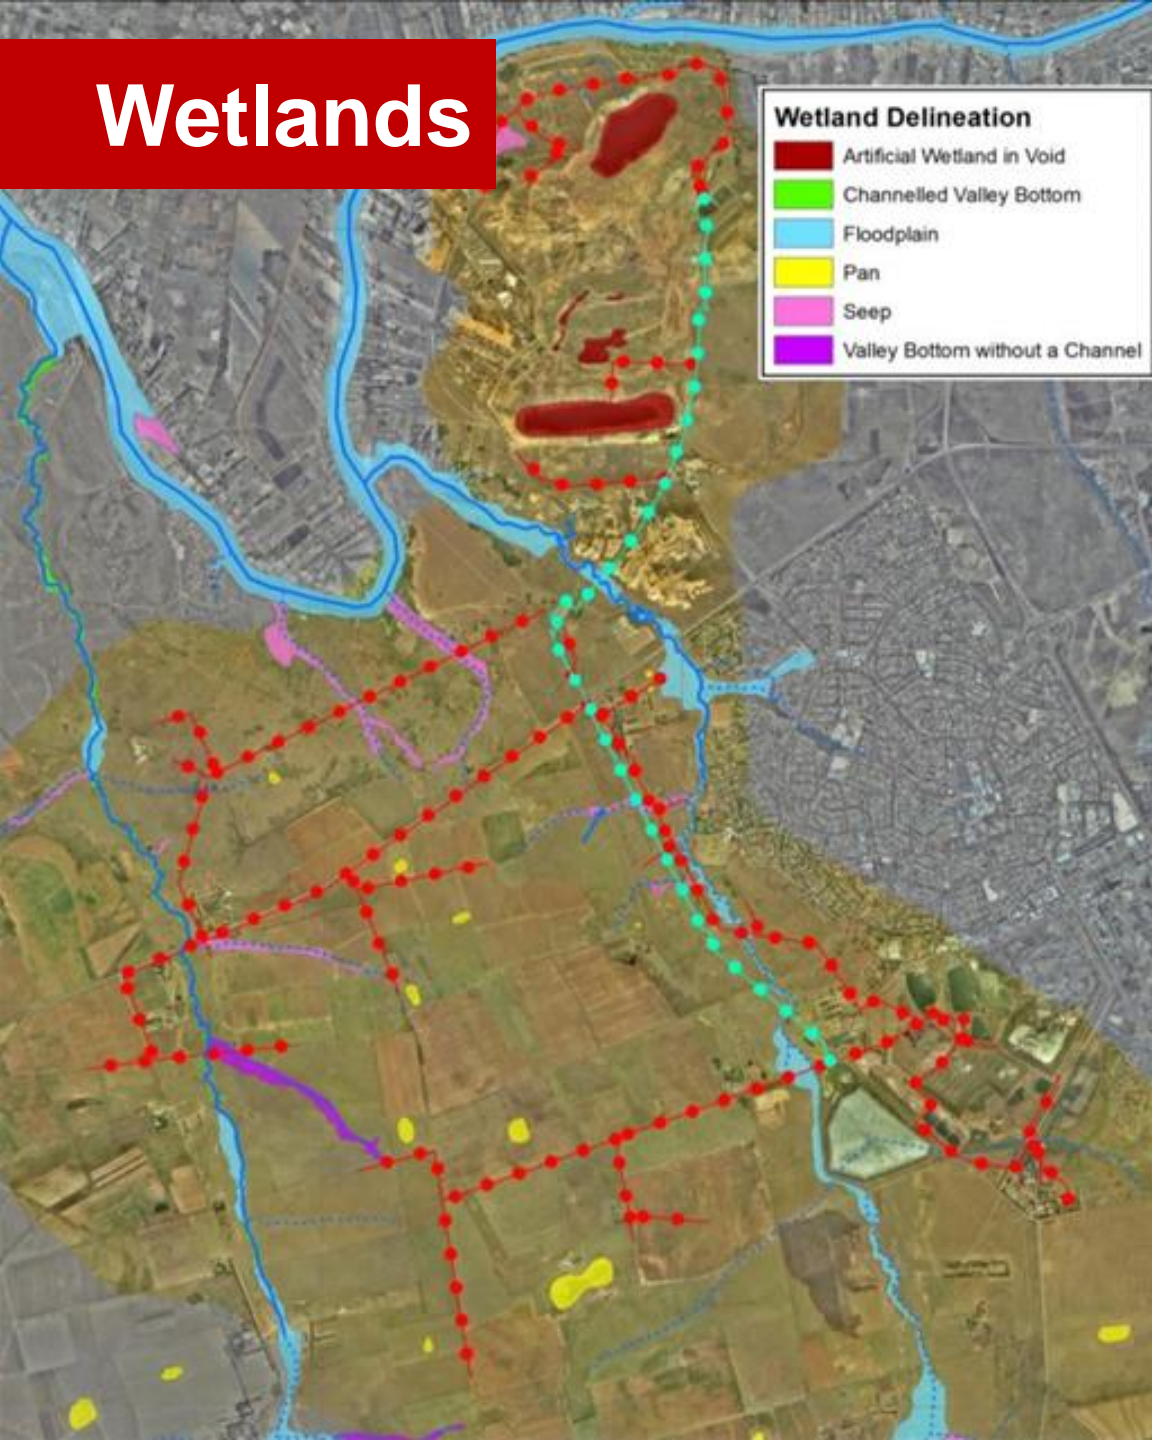 Wetlands
Wetland Delineation
Artificial Wetland in Void
Channelled Valley Bottom
Floodplain
Pan
Seep
Valley Bottom without a Channel